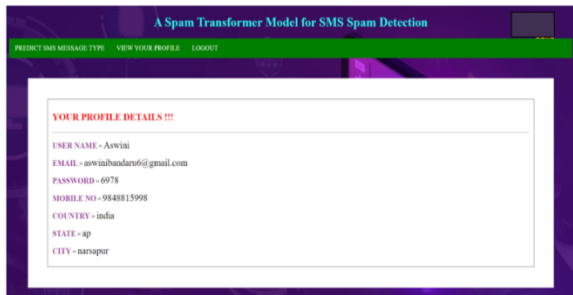 A Spam Transformer Model for SMS Spam Detection
PREDICT SMS MESSAGE TYPE VIEW YOUR PROFILE LOGOUT
YOUR PROFILE DETAILS !!!
USER NAME = Aswini
EMAIL = aswinibandaru6@gmail.com
PASSWORD = 6978
MOBILE NO = 9848815998
COUNTRY = india
STATE = ap
CITY = narsapur